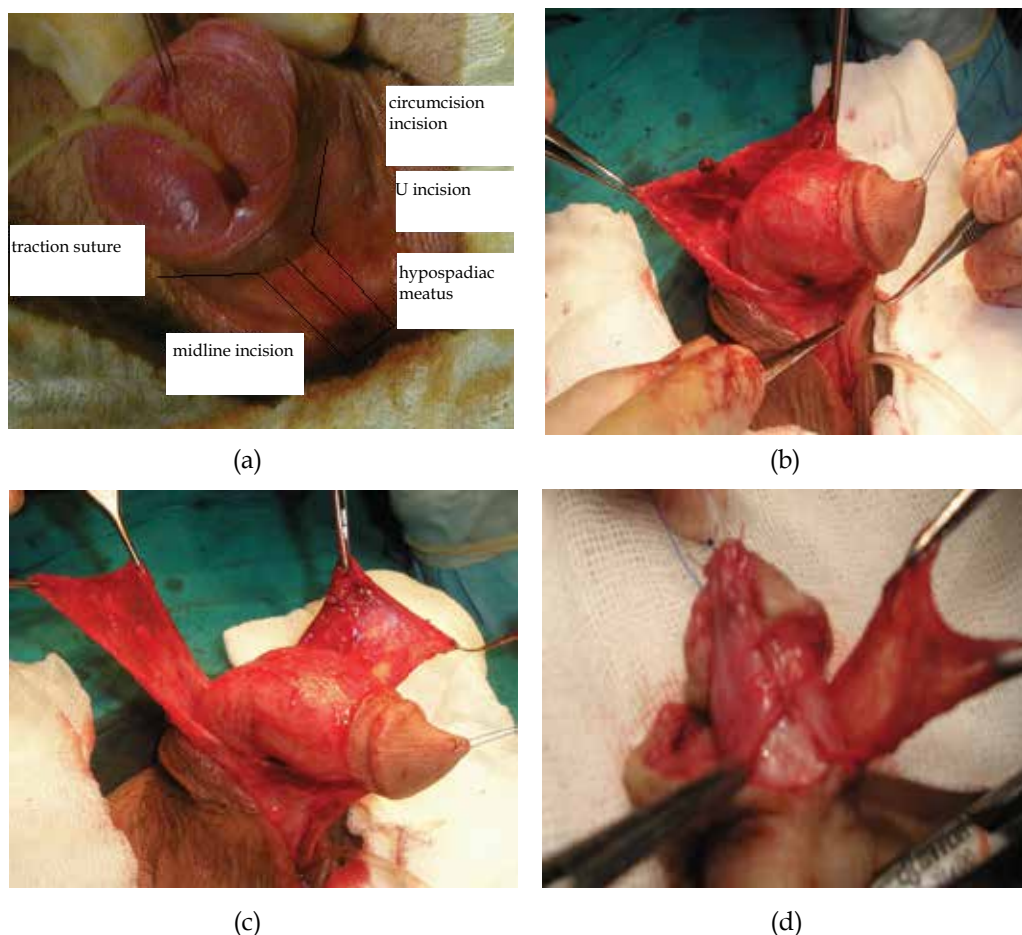 circumcision
incision
U incision
traction suture
hypospadiac
meatus
midline incision
(a)
(b)
(c)
(d)